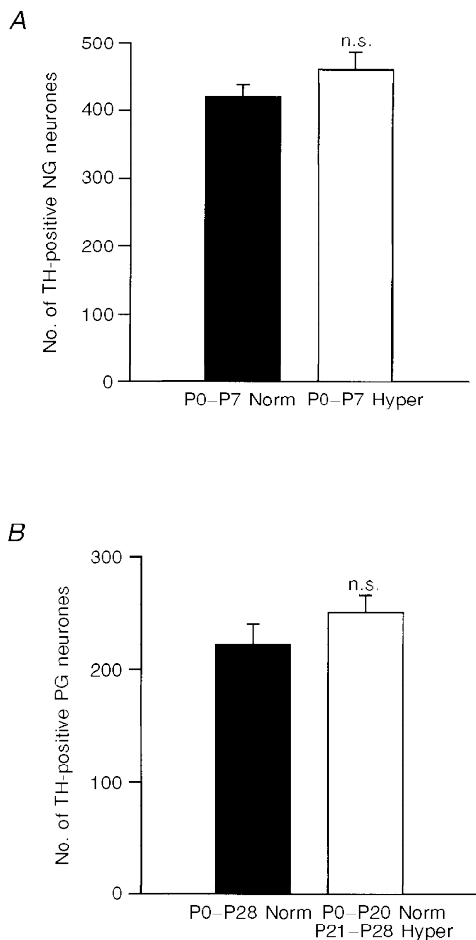 A
500
n.s.
400
300
200
100
0
No. of TH-positive NG neurones
P0–P7 Norm P0–P7 Hyper
B
300
n.s.
200
100
0
No. of TH-positive PG neurones
P0–P28 Norm P0–P20 Norm
P21–P28 Hyper